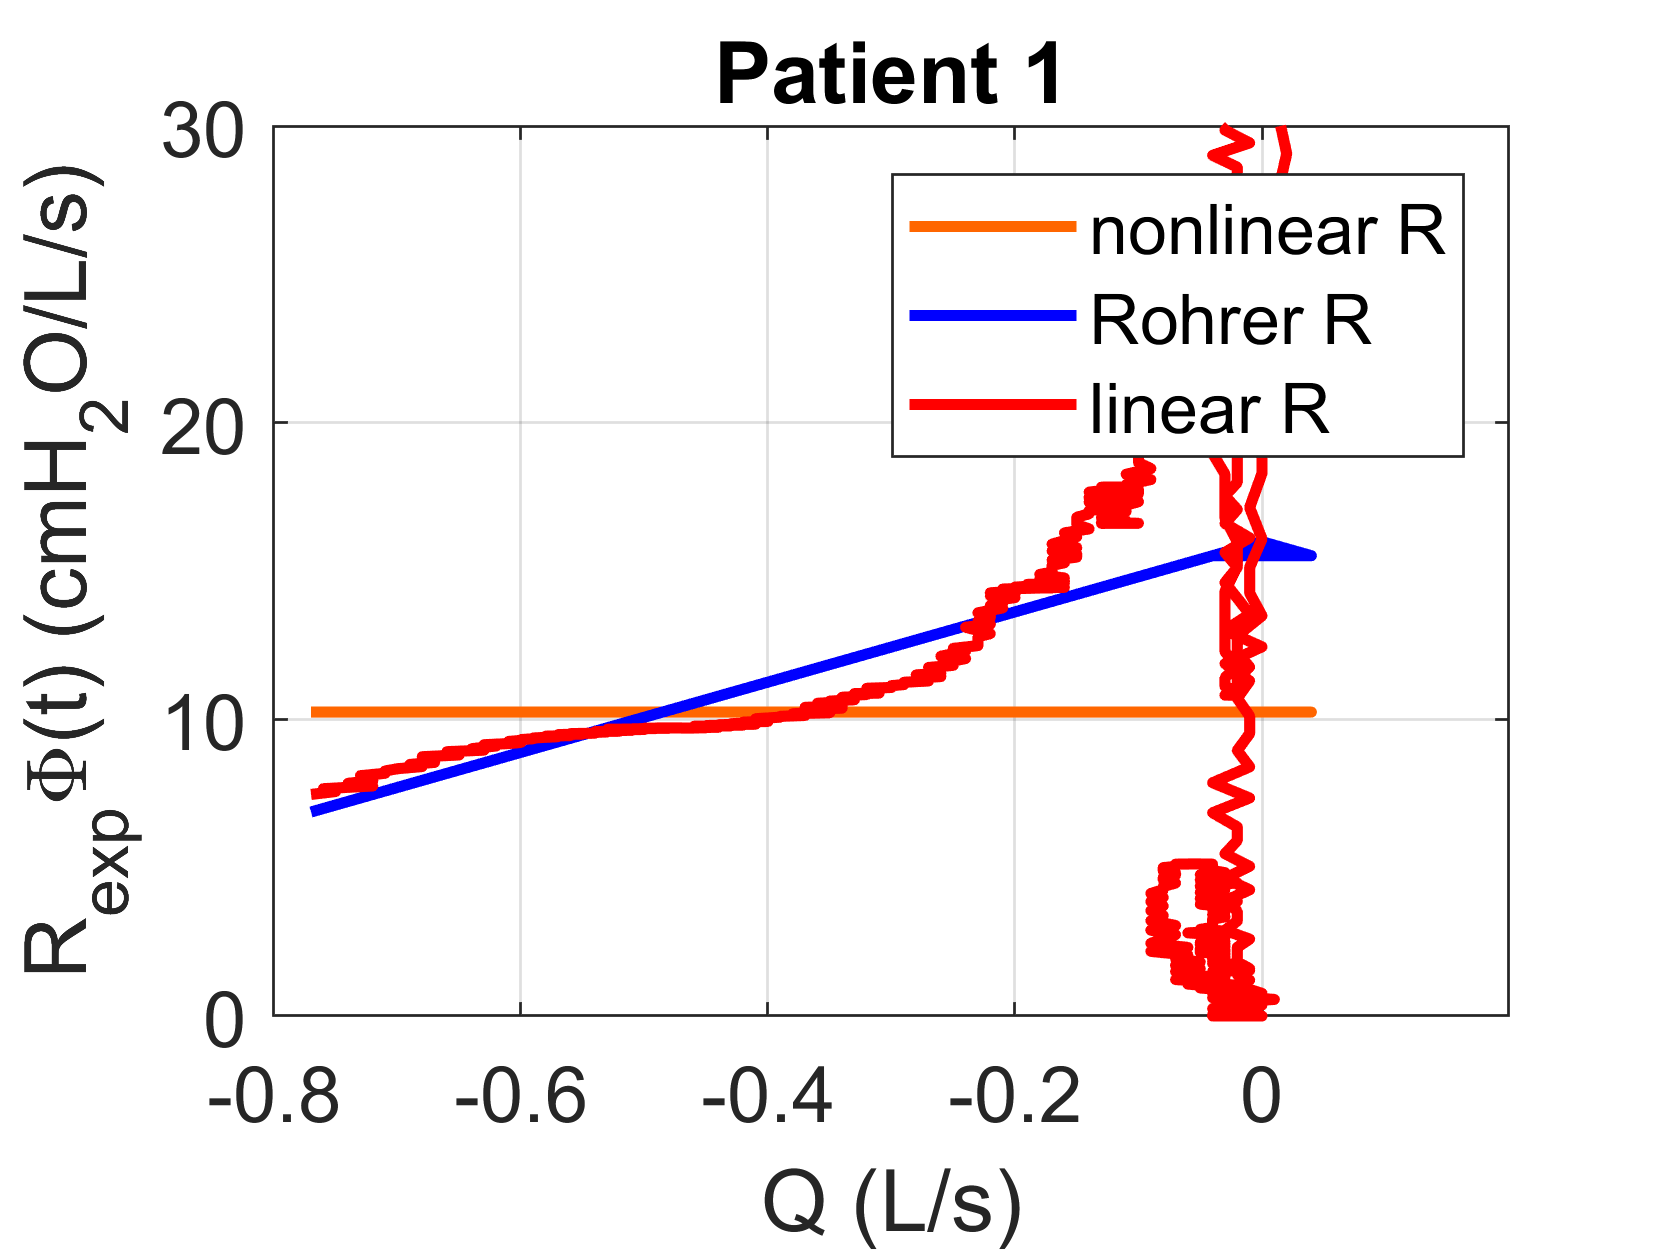 Patient 1
R_exp Φ(t) (cmH_2O/L/s)
30
20
10
0
nonlinear R
Rohrer R
linear R
-0.8 -0.6 -0.4 -0.2 0
Q (L/s)